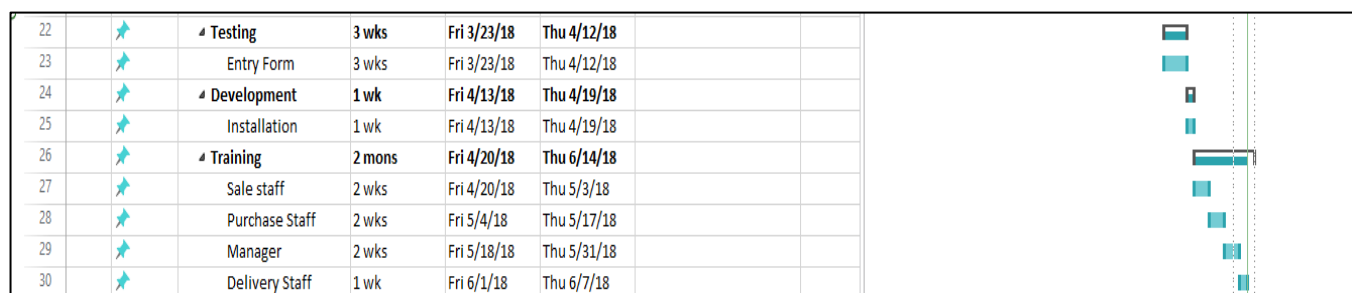 22 Testing 3 wks Fri 3/23/18 Thu 4/12/18
23 Entry Form 3 wks Fri 3/23/18 Thu 4/12/18
24 Development 1 wk Fri 4/13/18 Thu 4/19/18
25 Installation 1 wk Fri 4/13/18 Thu 4/19/18
26 Training 2 mons Fri 4/20/18 Thu 6/14/18
27 Sale staff 2 wks Fri 4/20/18 Thu 5/3/18
28 Purchase Staff 2 wks Fri 5/4/18 Thu 5/17/18
29 Manager 2 wks Fri 5/18/18 Thu 5/31/18
30 Delivery Staff 1 wk Fri 6/1/18 Thu 6/7/18